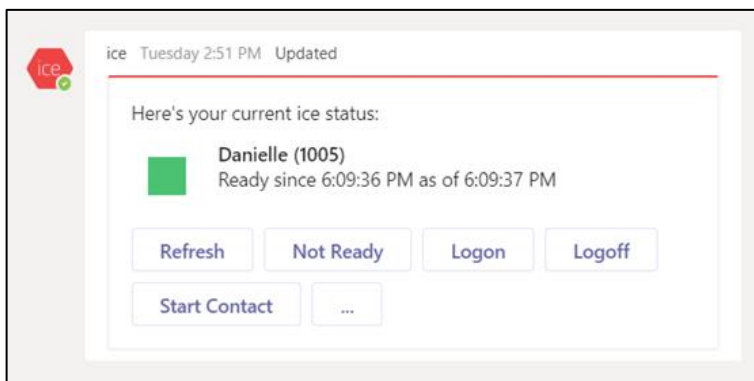 ice
ice Tuesday 2:51 PM Updated
Here's your current ice status:
Danielle (1005)
Ready since 6:09:36 PM as of 6:09:37 PM
Refresh Not Ready Logon Logoff
Start Contact ...